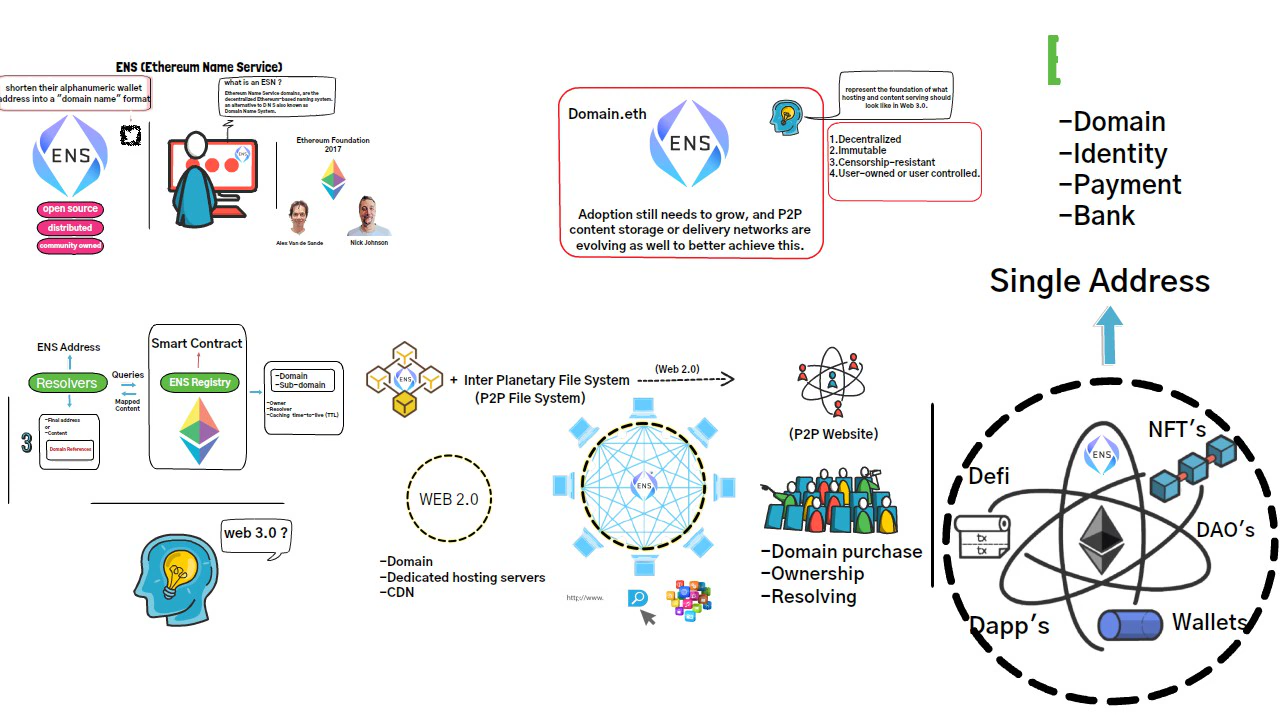 ENS (Ethereum Name Service)
shorten their alphanumeric wallet
address into a "domain name" format
ENS
open source
distributed
community owned
what is an ESN ?
Ethereum Name Service domains, are the
decentralized Ethereum-based naming system.
an alternative to D N S also known as
Domain Name System.
Ethereum Foundation
2017
Alex Van de Sande
Nick Johnson
Domain.eth
ENS
Adoption still needs to grow, and P2P
content storage or delivery networks are
evolving as well to better achieve this.
represent the foundation of what
hosting and content serving should
look like in Web 3.0.
1.Decentralized
2.Immutable
3.Censorship-resistant
4.User-owned or user controlled.
E
-Domain
-Identity
-Payment
-Bank
Single Address
ENS Address
Resolvers
Queries
Mapped
Content
3
-Final address
or
-Content
Domain References
Smart Contract
ENS Registry
-Domain
-Sub-domain
-Owner
-Resolver
-Caching time-to-live (TTL)
ENS
+ Inter Planetary File System
(P2P File System)
(Web 2.0)
(P2P Website)
web 3.0 ?
WEB 2.0
-Domain
-Dedicated hosting servers
-CDN
ENS
http://www.
-Domain purchase
-Ownership
-Resolving
ENS
NFT's
Defi
tx
tx
DAO's
Dapp's
Wallets